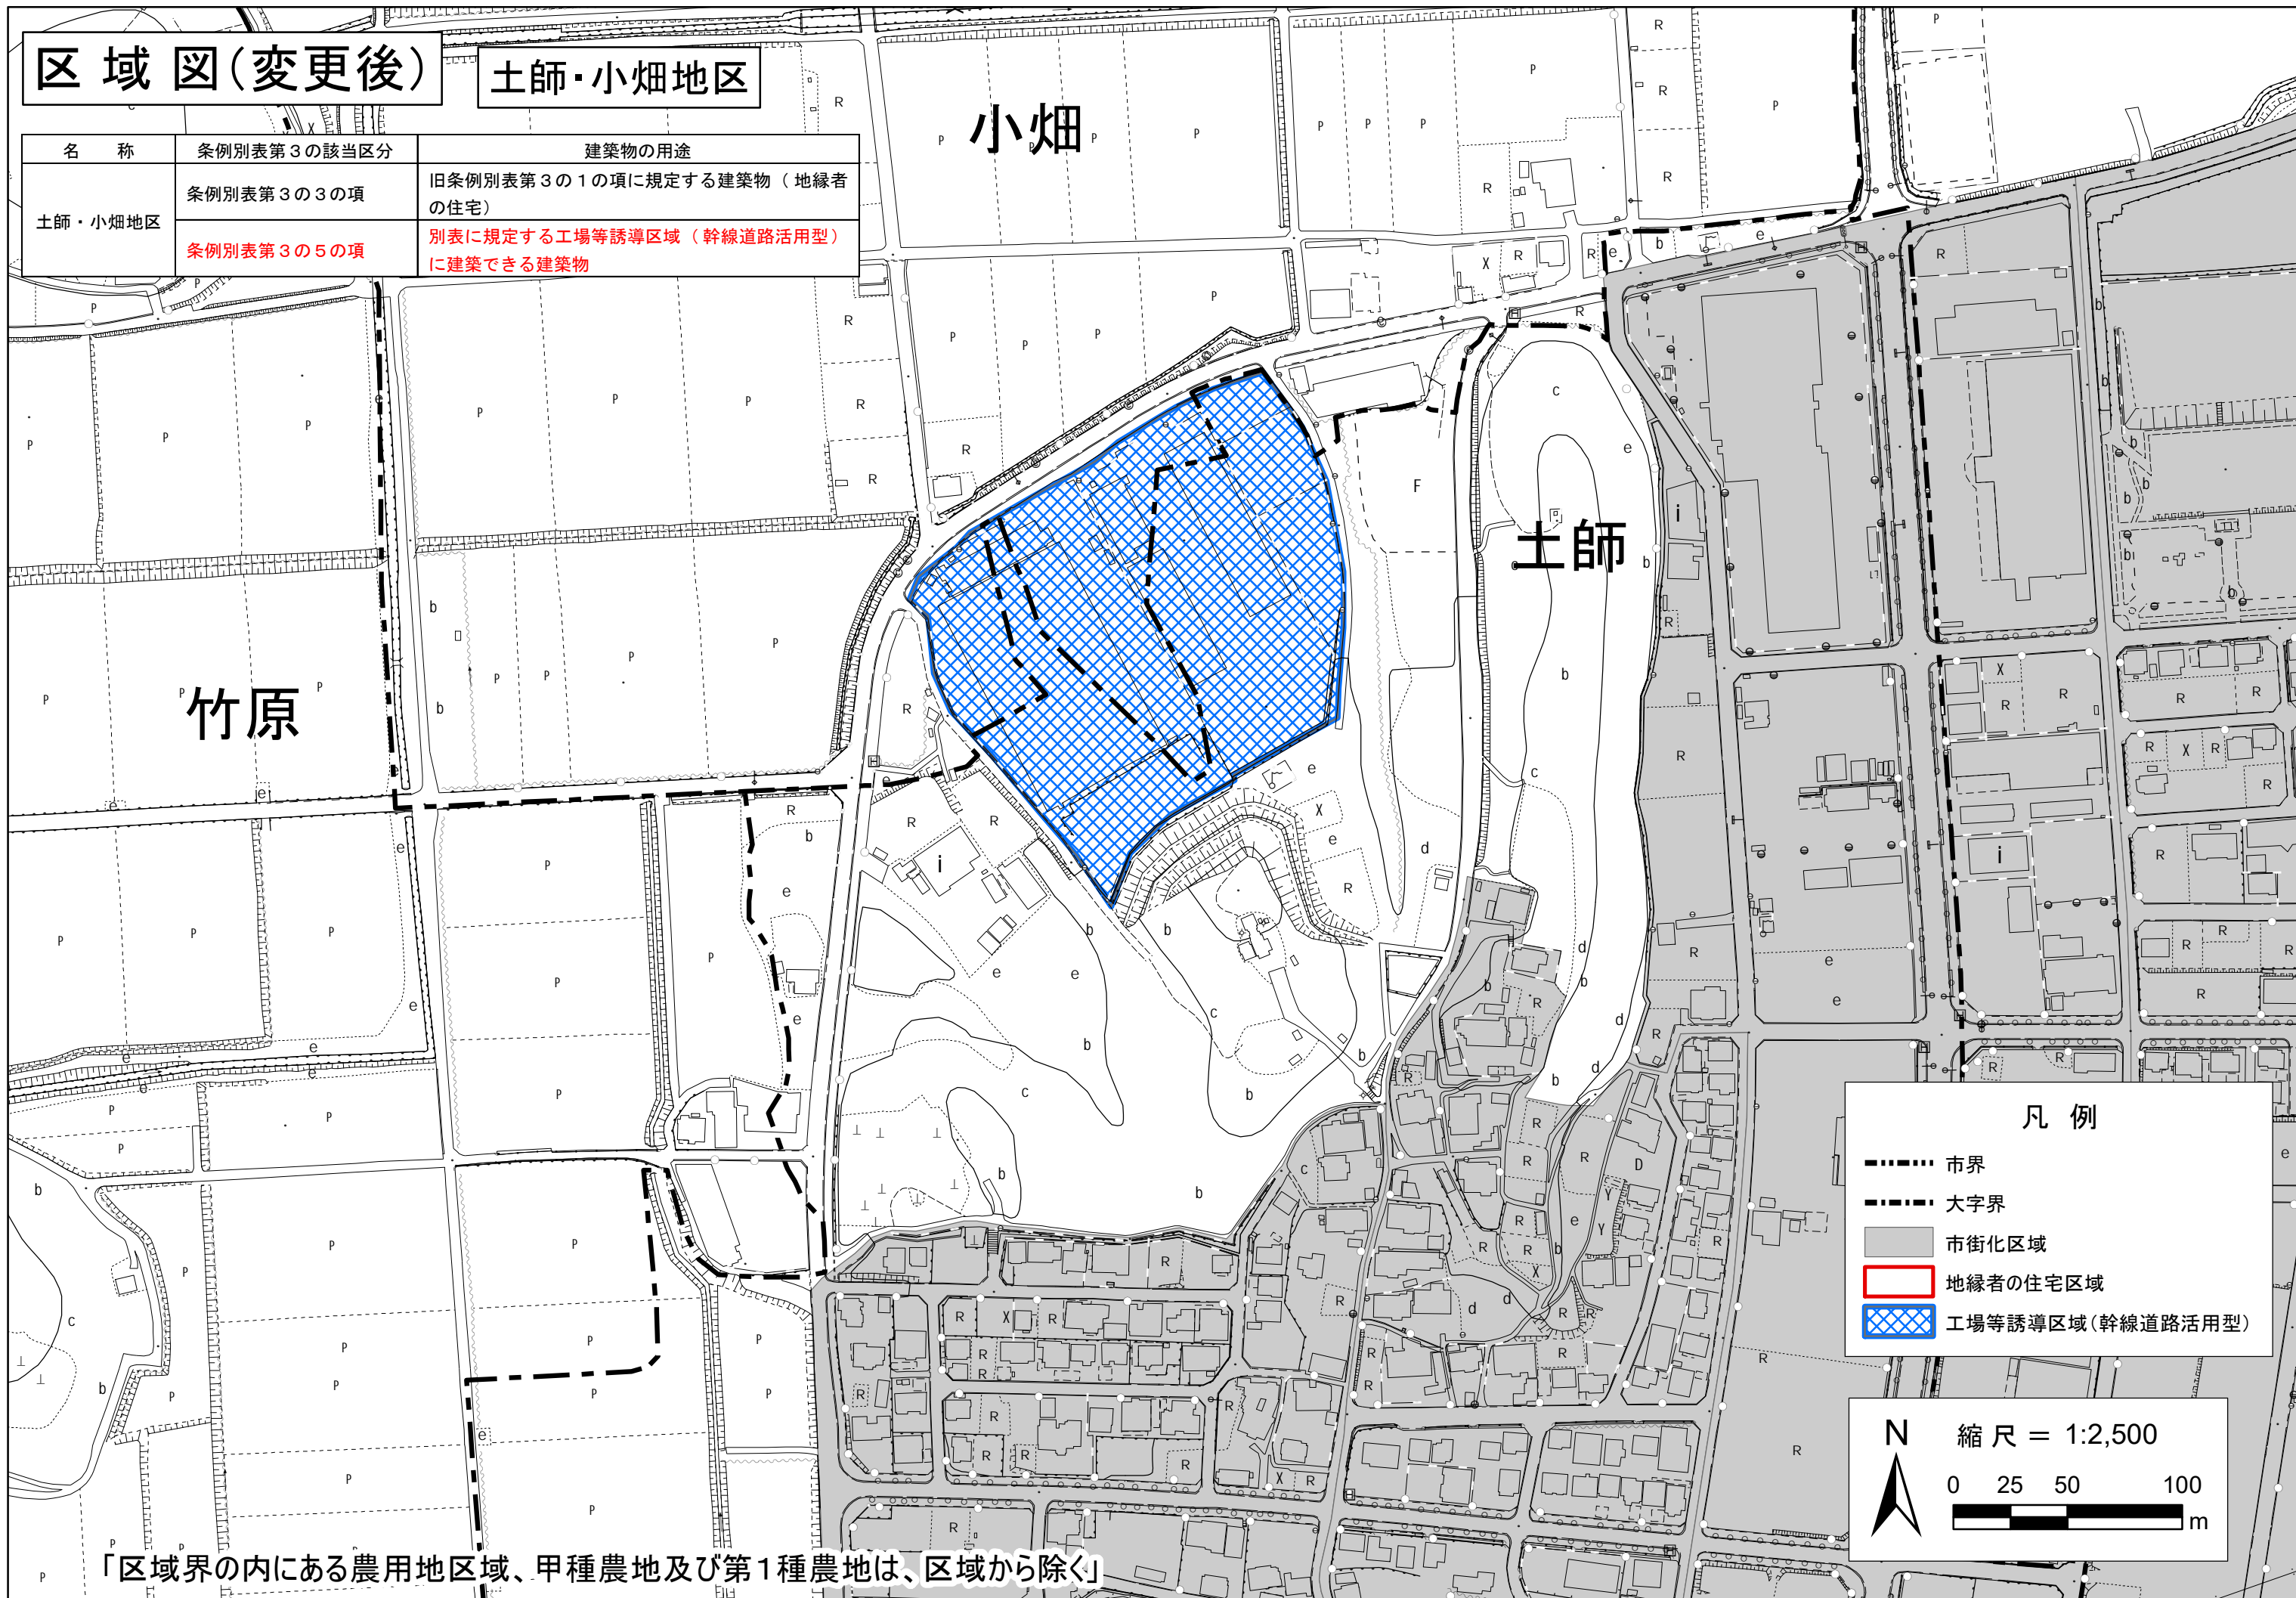 区 域 図（変更後）
土師・小畑地区
名　称
条例別表第３の該当区分
建築物の用途
土師・小畑地区
条例別表第３の３の項
旧条例別表第３の１の項に規定する建築物（地縁者
の住宅）
条例別表第３の５の項
別表に規定する工場等誘導区域（幹線道路活用型）
に建築できる建築物
小畑
土師
竹原
凡 例
市界
大字界
市街化区域
地縁者の住宅区域
工場等誘導区域（幹線道路活用型）
N
縮 尺 ＝ 1:2,500
0 25 50 100
m
「区域界の内にある農用地区域、甲種農地及び第１種農地は、区域から除く」